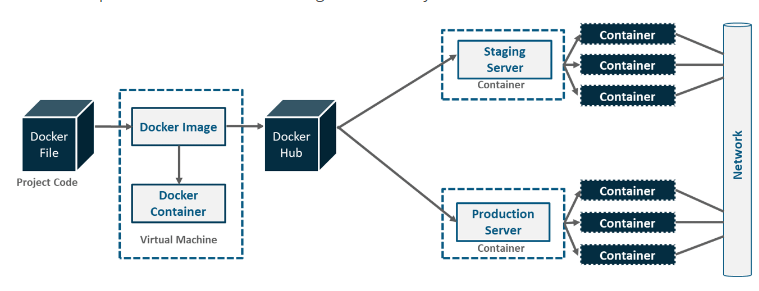 Docker
File
Project Code
Docker Image
Docker
Container
Virtual Machine
Docker
Hub
Staging
Server
Container
Container
Container
Container
Production
Server
Container
Container
Container
Container
Network